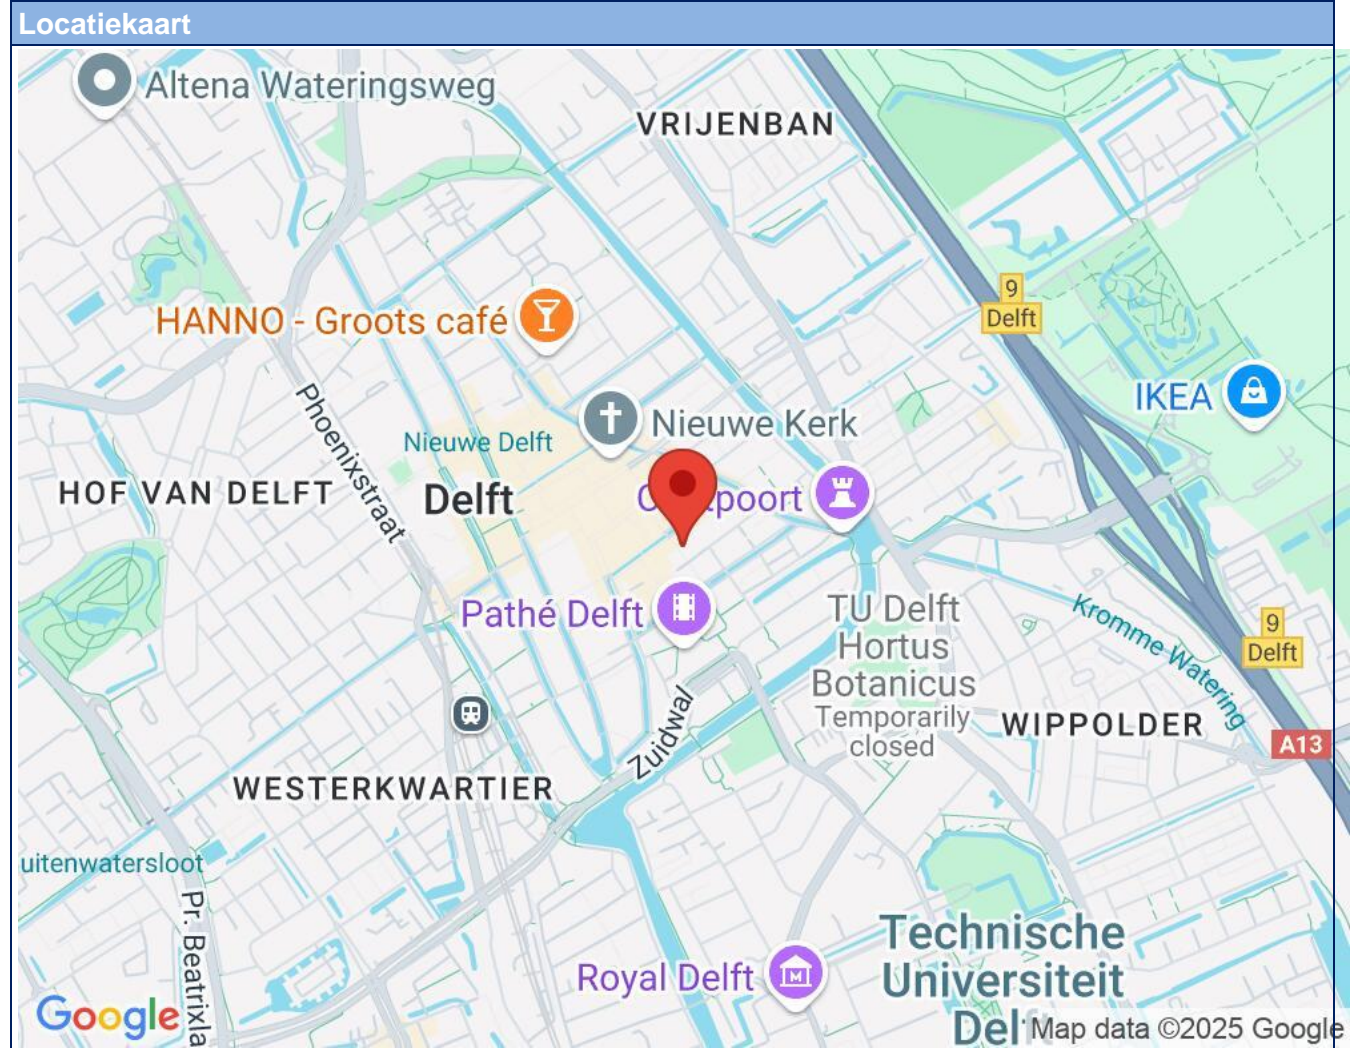 Locatiekaart
Altena Wateringsweg
VRIJENBAN
9
Delft
HANNO - Groots café
IKEA
Phoenixstraat
Nieuwe Kerk
Nieuwe Delft
HOF VAN DELFT
Delft
poort
Pathé Delft
TU Delft
Hortus
Botanicus
Temporarily
closed
Kromme Watering
9
Delft
Zuidwal
WIPPOLDER
A13
WESTERKWARTIER
uitenwatersloot
Pr. Beatrixla
Royal Delft
Technische
Universiteit
Delf
Google
Map data ©2025 Google